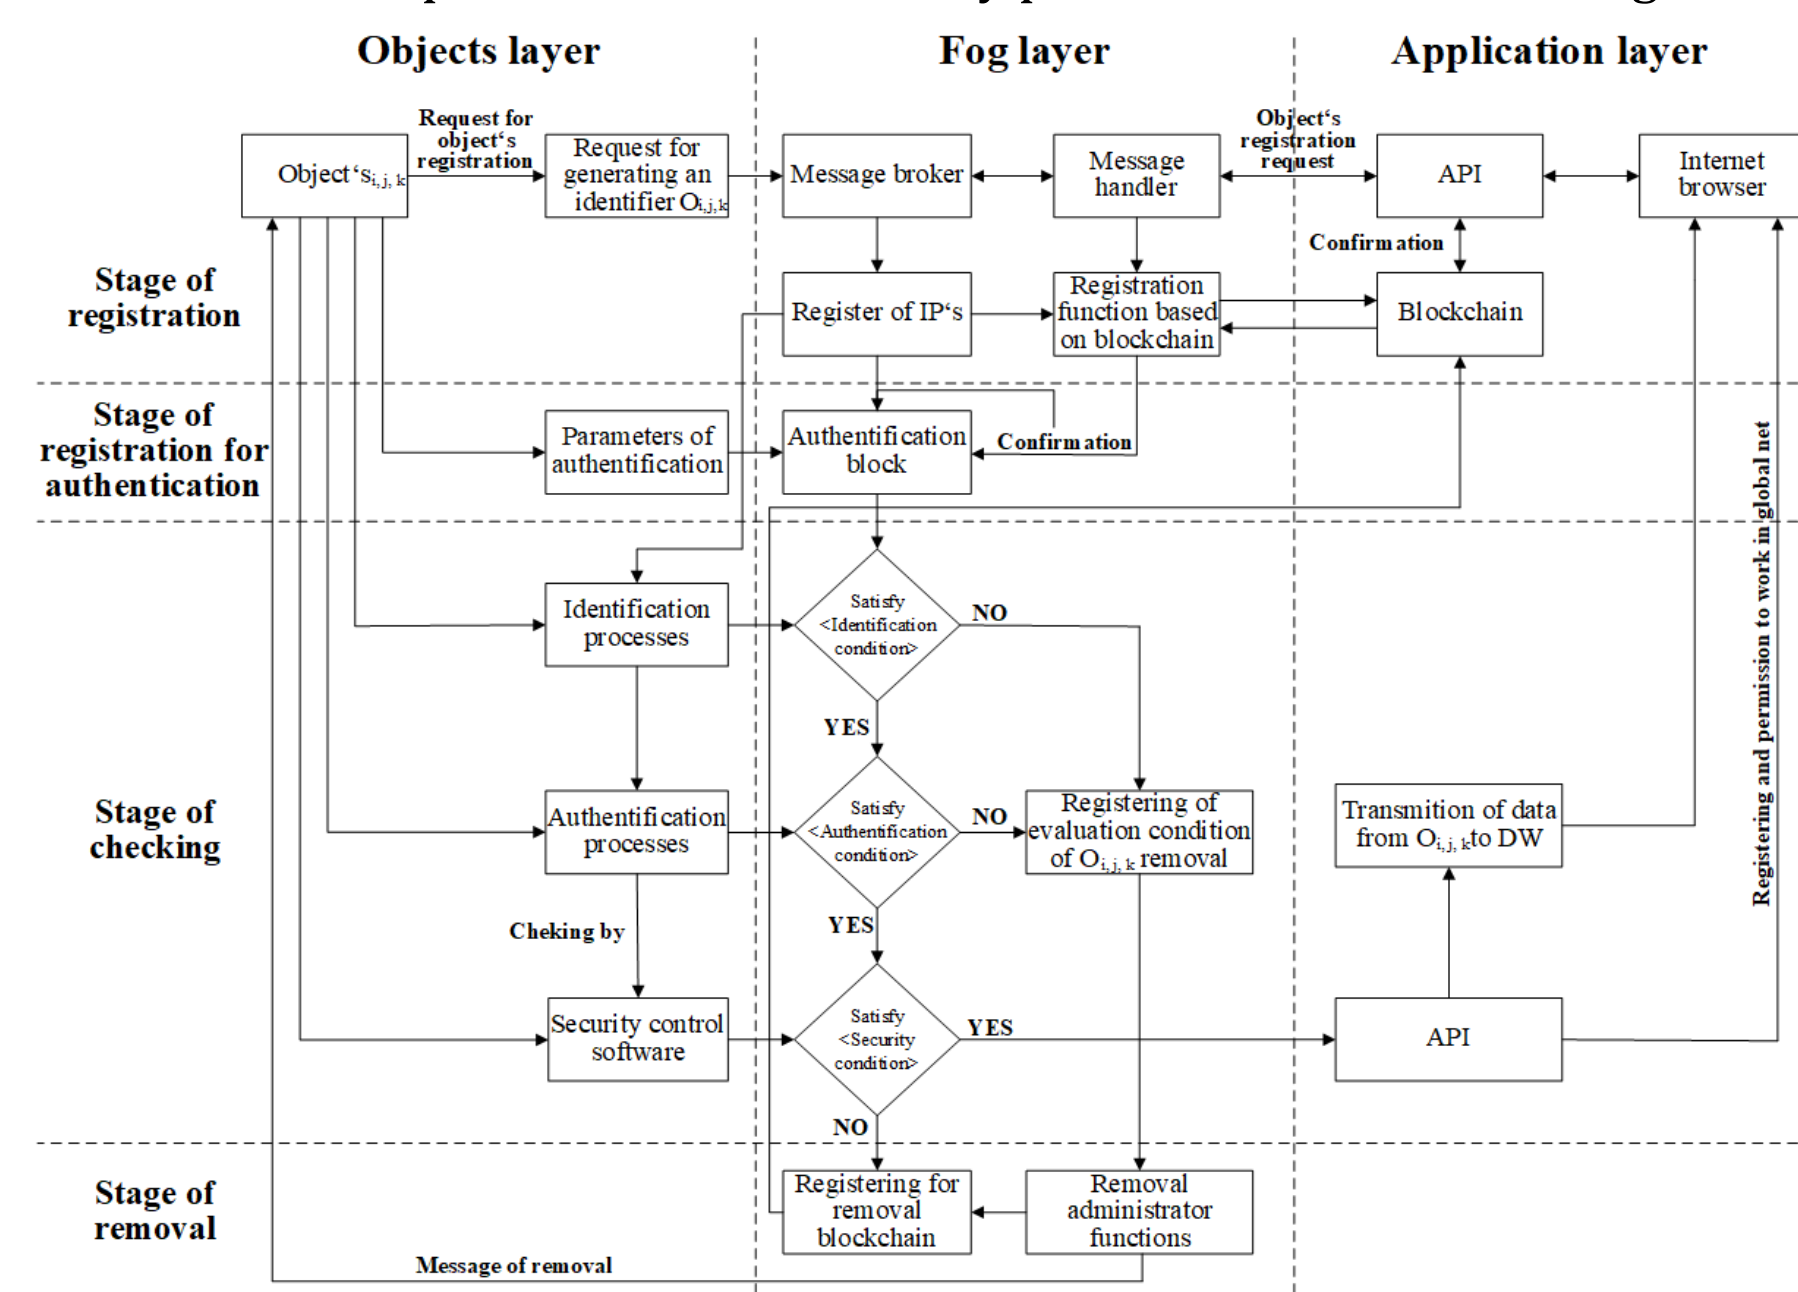 Objects layer
Fog layer
Application layer
Request for
object‘s
registration
Object‘s
registration
request
Object‘si, j, k
Request for
generating an
identifier Oi,j,k
Message broker
Message
handler
API
Internet
browser
Confirmation
Stage of
registration
Register of IP‘s
Registration
function based
on blockchain
Blockchain
Stage of
registration for
authentication
Parameters of
authentification
Authentification
block
Confirmation
Identification
processes
Satisfy
<Identification
condition>
NO
YES
Registering and permission to work in global net
Stage of
checking
Authentification
processes
Satisfy
<Authentification
condition>
NO
Registering of
evaluation condition
of Oi, j, k removal
Transmition of data
from Oi, j, k to DW
YES
Cheking by
Security control
software
Satisfy
<Security
condition>
YES
API
NO
Stage of
removal
Registering for
removal
blockchain
Removal
administrator
functions
Message of removal